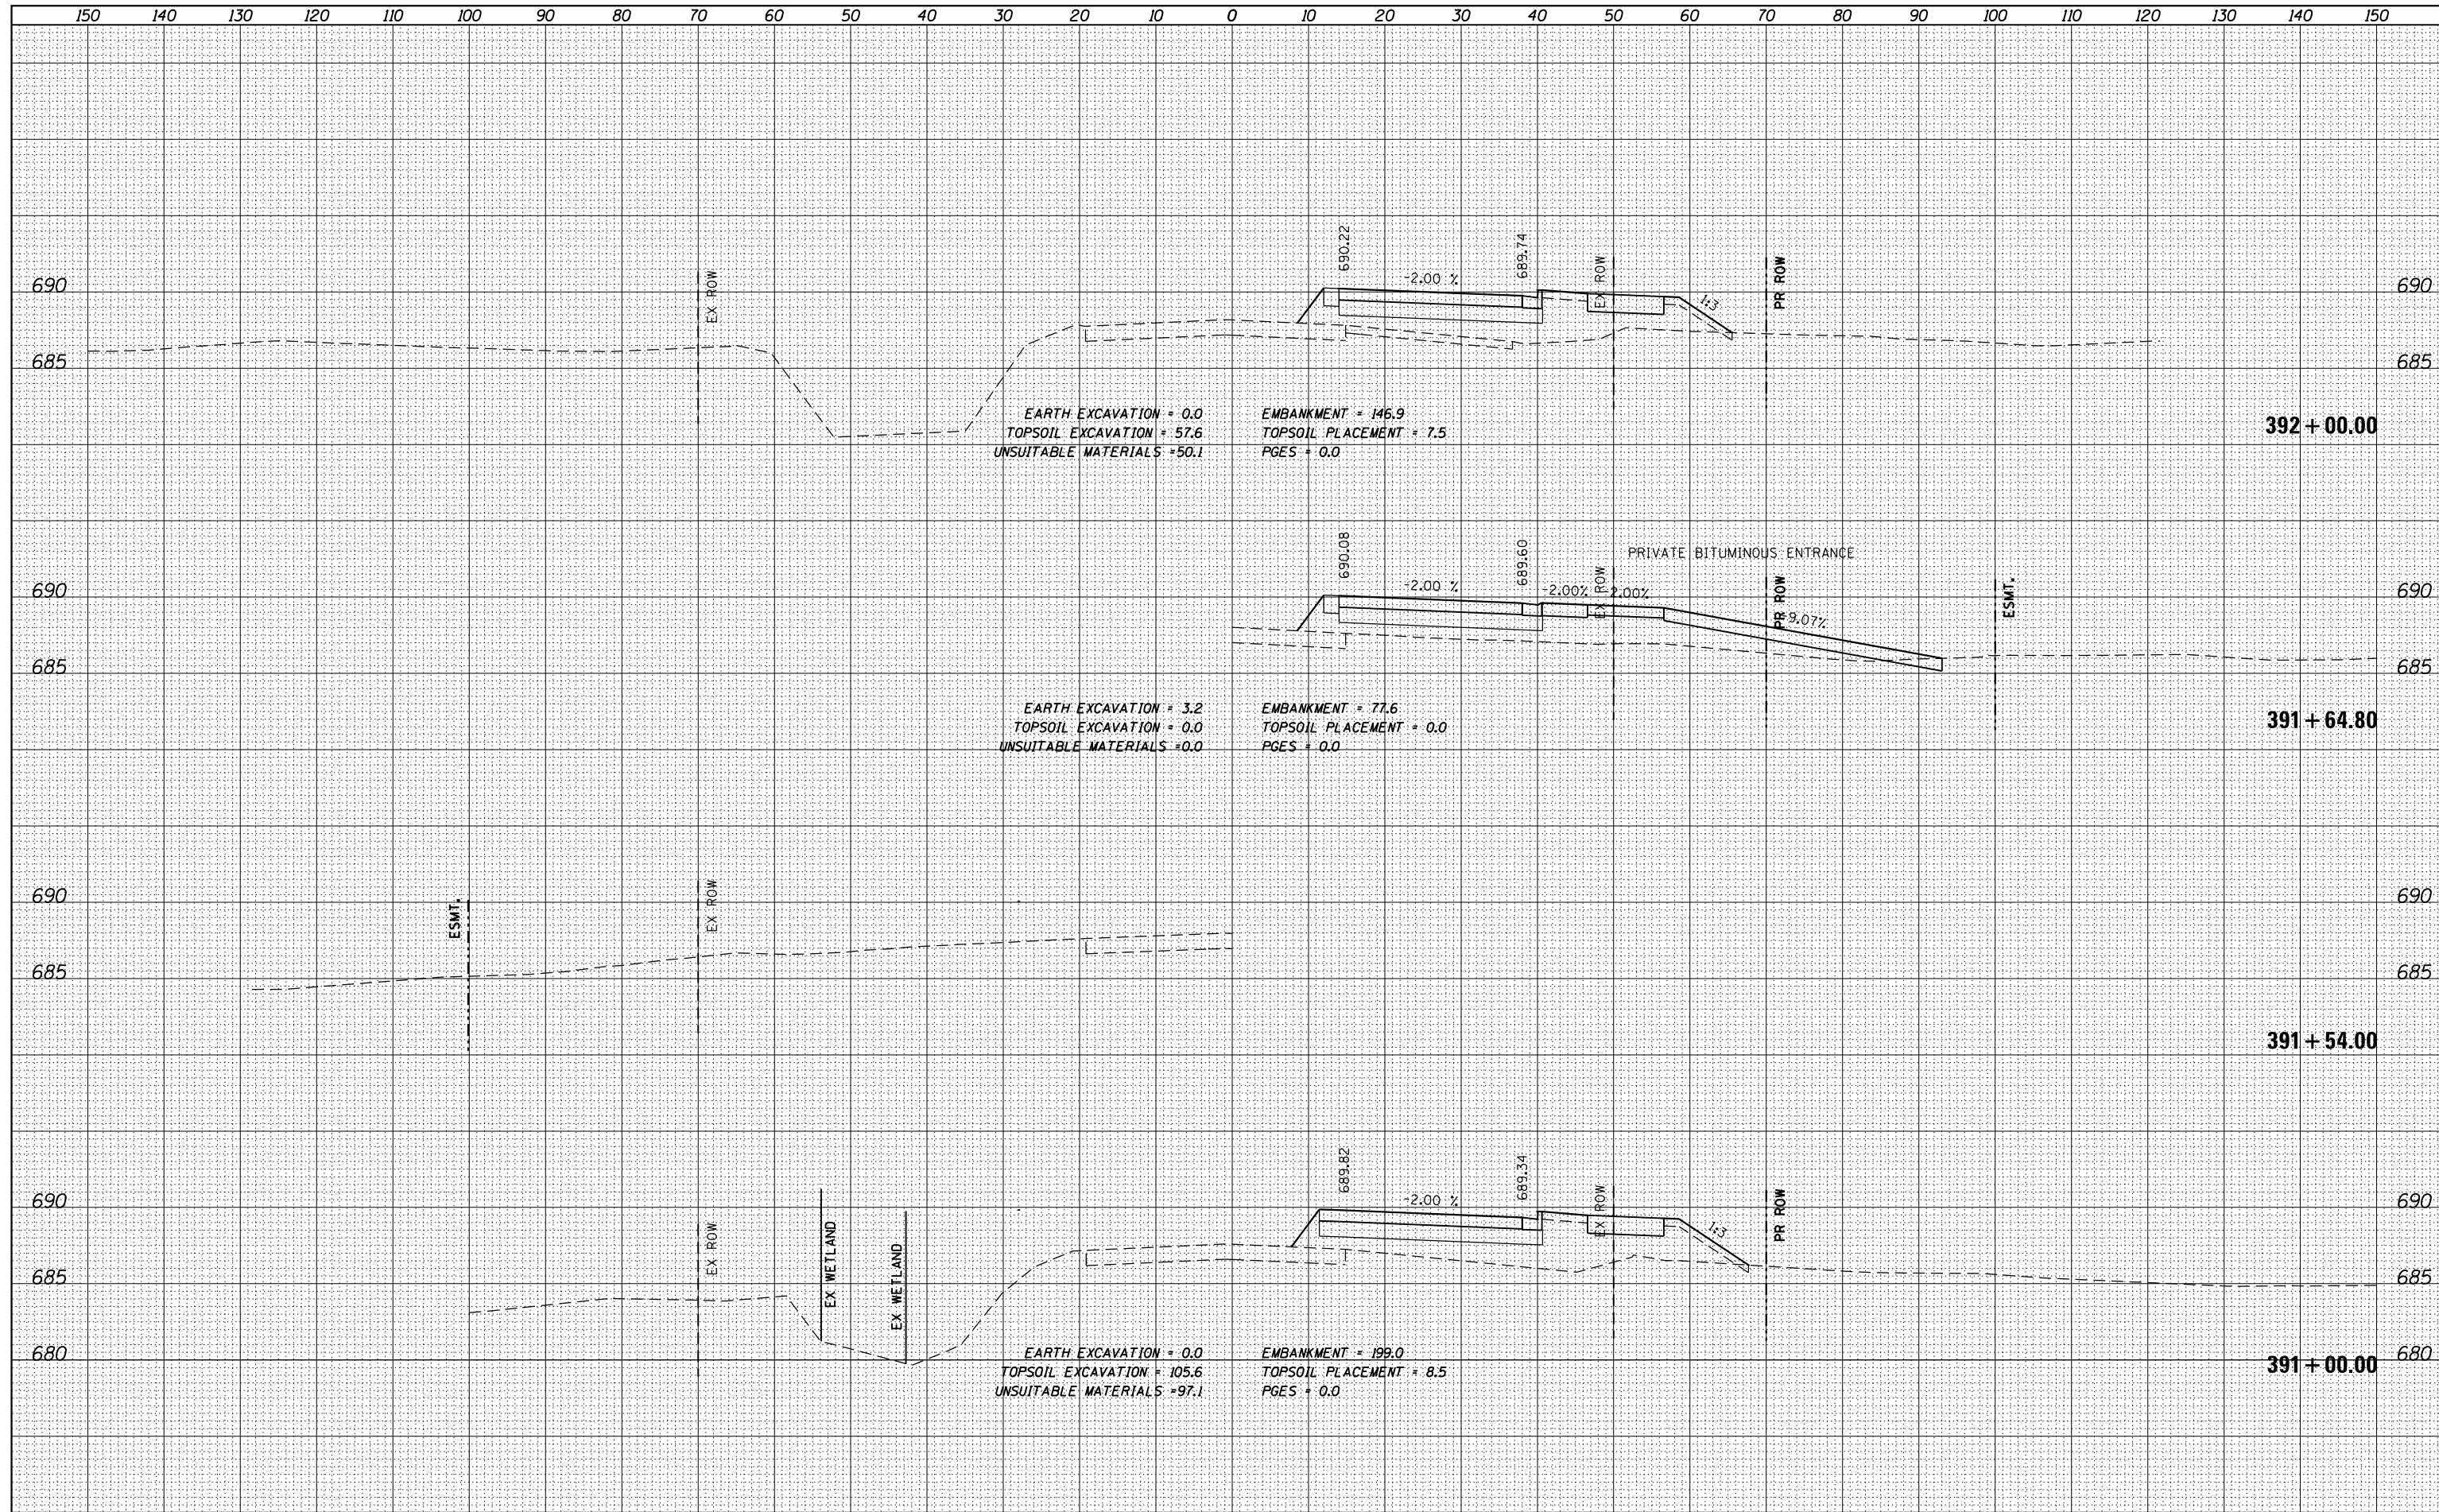 150 140 130 120 110 100 90 80 70 60 50 40 30 20 10 0 10 20 30 40 50 60 70 80 90 100 110 120 130 140 150
690.22
689.74
-2.00 %
EX ROW
EX ROW
1:3
PR ROW
690 690
685 685
EARTH EXCAVATION = 0.0 EMBANKMENT = 146.9
TOPSOIL EXCAVATION = 57.6 TOPSOIL PLACEMENT = 7.5
UNSUITABLE MATERIALS =50.1 PGES = 0.0
392+00.00
690.08
689.60
PRIVATE BITUMINOUS ENTRANCE
-2.00 %
-2.00%
EX ROW
2.00%
PR ROW
-9.07%
ESMT.
690 690
685 685
EARTH EXCAVATION = 3.2 EMBANKMENT = 77.6
TOPSOIL EXCAVATION = 0.0 TOPSOIL PLACEMENT = 0.0
UNSUITABLE MATERIALS =0.0 PGES = 0.0
391+64.80
ESMT.
EX ROW
690 690
685 685
391+54.00
689.82
689.34
-2.00 %
EX ROW
EX WETLAND
EX WETLAND
EX ROW
1:3
PR ROW
690 690
685 685
680 680
EARTH EXCAVATION = 0.0 EMBANKMENT = 199.0
TOPSOIL EXCAVATION = 105.6 TOPSOIL PLACEMENT = 8.5
UNSUITABLE MATERIALS =97.1 PGES = 0.0
391+00.00